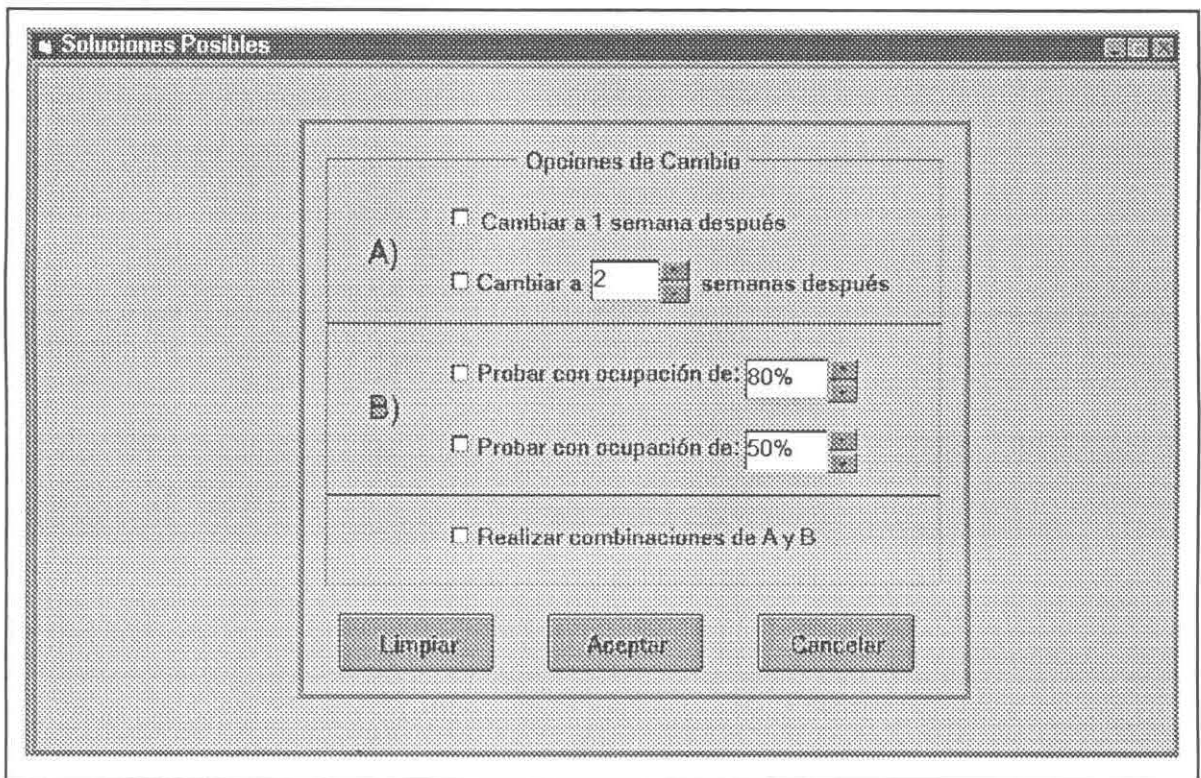 Soluciones Posibles
Opciones de Cambio
A)
Cambiar a 1 semana después
Cambiar a 2 semanas después
B)
Probar con ocupación de: 80%
Probar con ocupación de: 50%
Realizar combinaciones de A y B
Limpiar Aceptar Cancelar